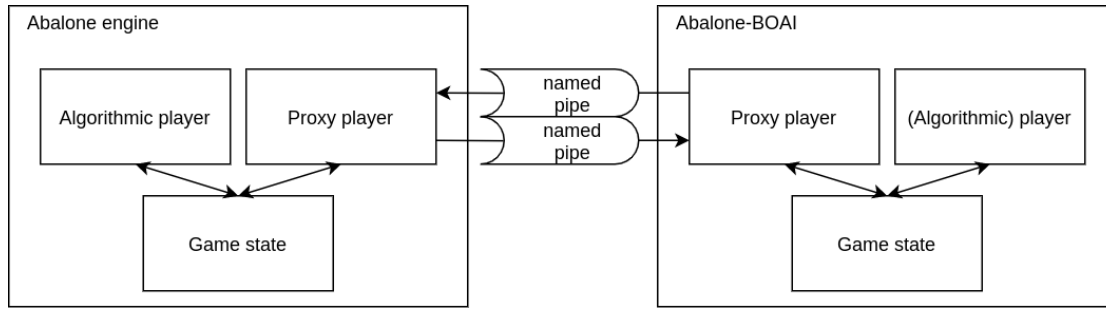 Abalone engine
Abalone-BOAI
Algorithmic player
Proxy player
named
pipe
named
pipe
Proxy player
(Algorithmic) player
Game state
Game state